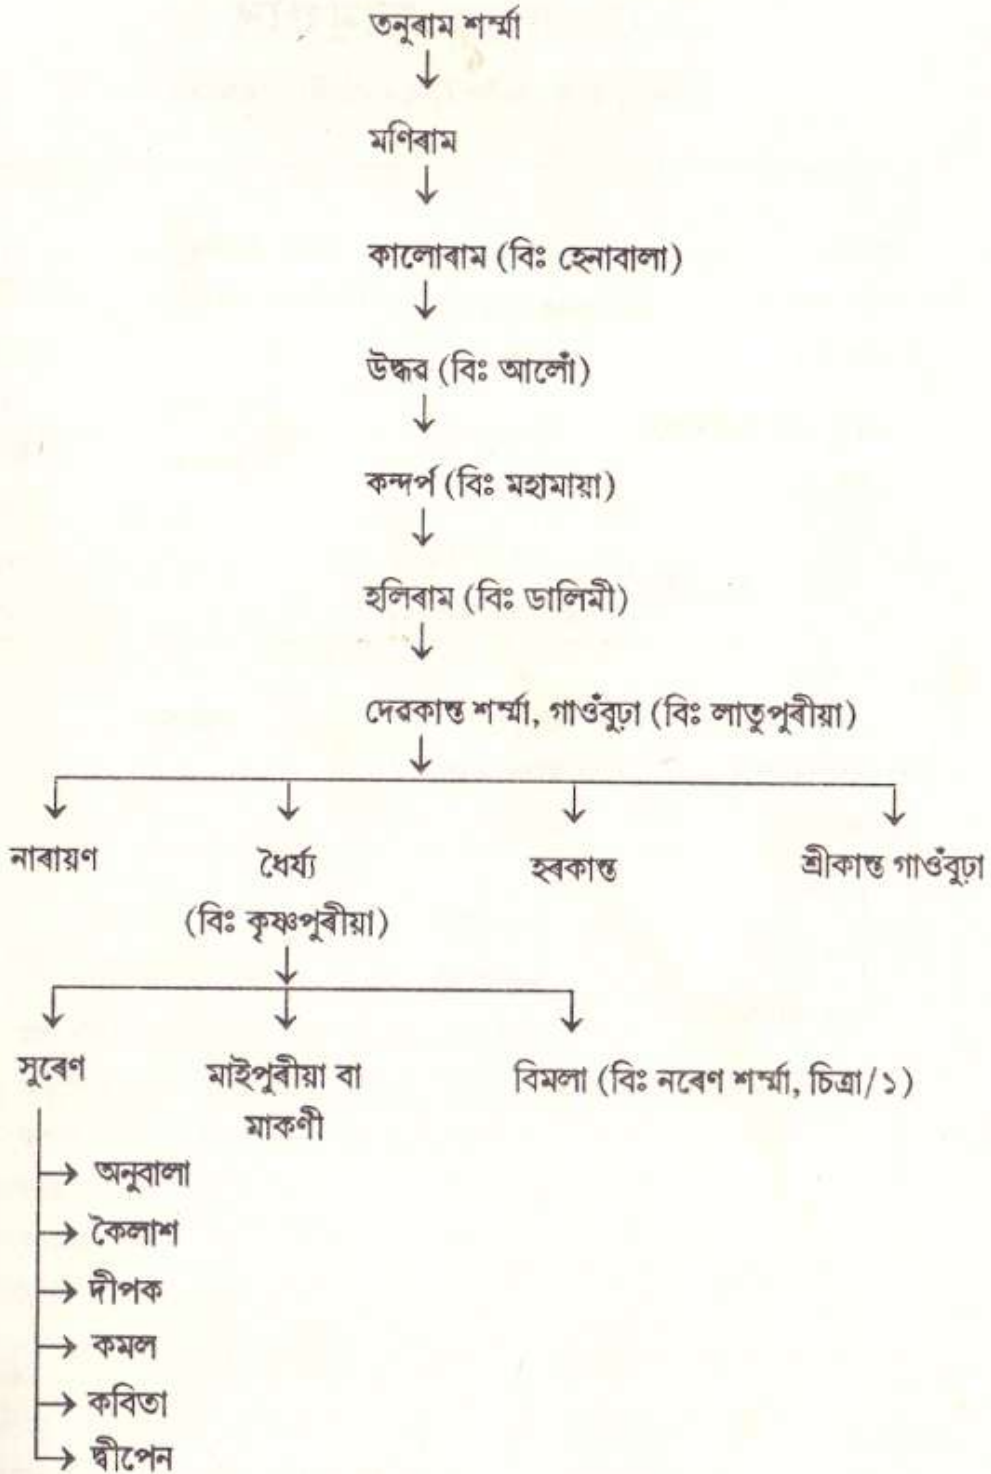 তনুৰাম শৰ্ম্মা
মণিৰাম
কালোৰাম (বিঃ হেনাবালা)
উদ্ধৱ (বিঃ আলোঁ)
কন্দৰ্প (বিঃ মহামায়া)
হলিৰাম (বিঃ ডালিমী)
দেৱকান্ত শৰ্ম্মা, গাওঁবুঢ়া (বিঃ লাতুপুৰীয়া)
নাৰায়ণ ধৈৰ্য্য হৰকান্ত শ্ৰীকান্ত গাওঁবুঢ়া
(বিঃ কৃষ্ণপুৰীয়া)
সুৰেণ মাইপুৰীয়া বা বিমলা (বিঃ নৰেণ শৰ্ম্মা, চিত্ৰা/১)
মাকণী
অনুবালা
কৈলাশ
দীপক
কমল
কবিতা
দ্বীপেন